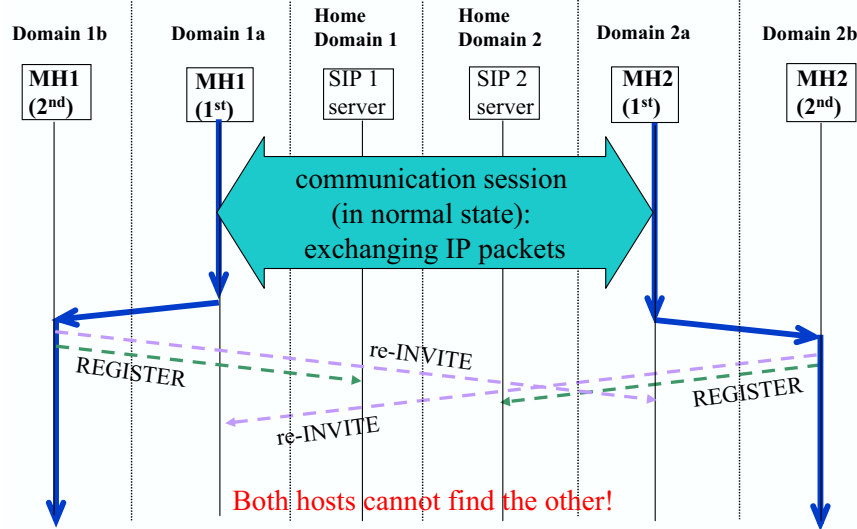 Domain 1b
Domain 1a
Home
Domain 1
Home
Domain 2
Domain 2a
Domain 2b
MH1
(2nd)
MH1
(1st)
SIP 1
server
SIP 2
server
MH2
(1st)
MH2
(2nd)
communication session
(in normal state):
exchanging IP packets
re-INVITE
REGISTER
REGISTER
re-INVITE
Both hosts cannot find the other!